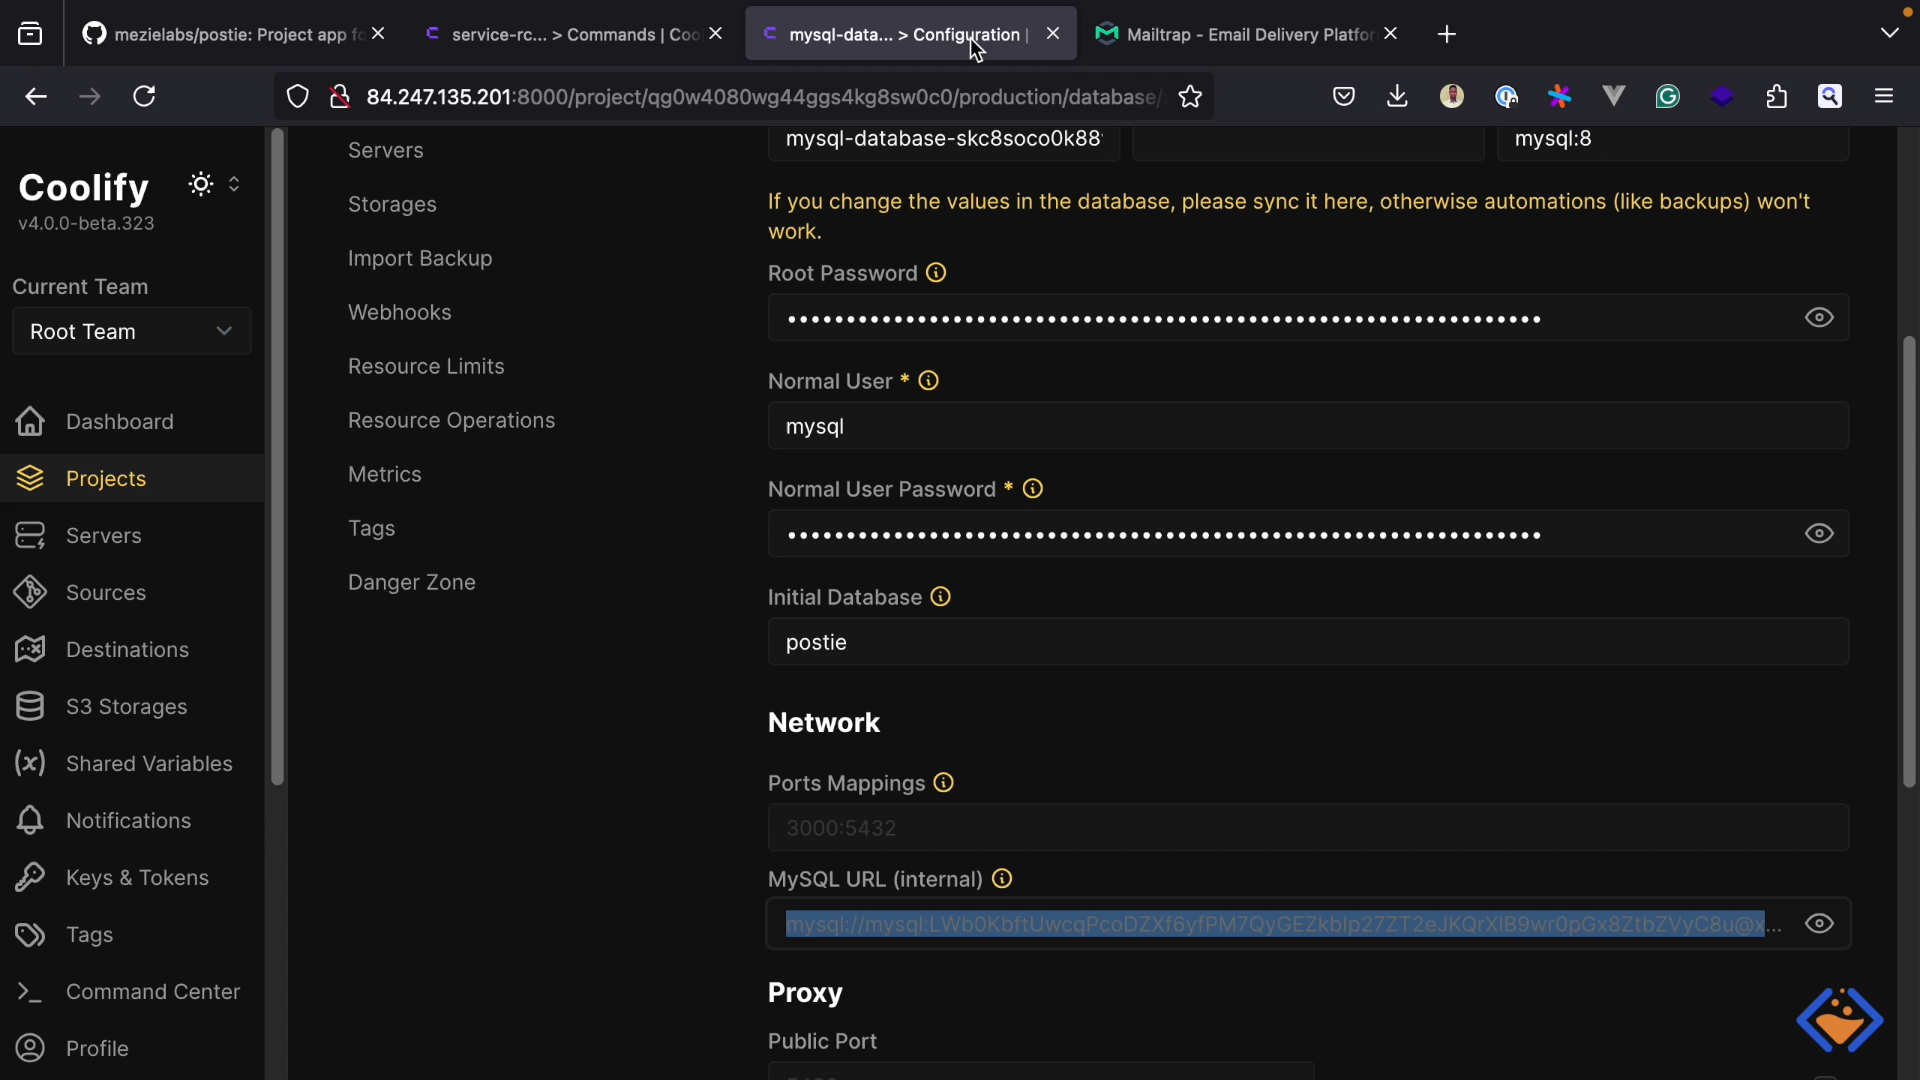 mezielabs/postie: Project app fo
service-rc... > Commands | Coo
mysql-data... > Configuration |
Mailtrap - Email Delivery Platfor
84.247.135.201:8000/project/qg0w4080wg44ggs4kg8sw0c0/production/database/
Coolify
v4.0.0-beta.323
Current Team
Root Team
Dashboard
Projects
Servers
Sources
Destinations
S3 Storages
Shared Variables
Notifications
Keys & Tokens
Tags
Command Center
Profile
Servers
Storages
Import Backup
Webhooks
Resource Limits
Resource Operations
Metrics
Tags
Danger Zone
mysql-database-skc8soco0k88
mysql:8
If you change the values in the database, please sync it here, otherwise automations (like backups) won't
work.
Root Password
Normal User *
mysql
Normal User Password *
Initial Database
postie
Network
Ports Mappings
3000:5432
MySQL URL (internal)
mysql://mysql:LWb0KbftUwcqPcoDZXf6yfPM7QyGEZkbIp27ZT2eJKQrXIB9wr0pGx8ZtbZVyC8u@x...
Proxy
Public Port